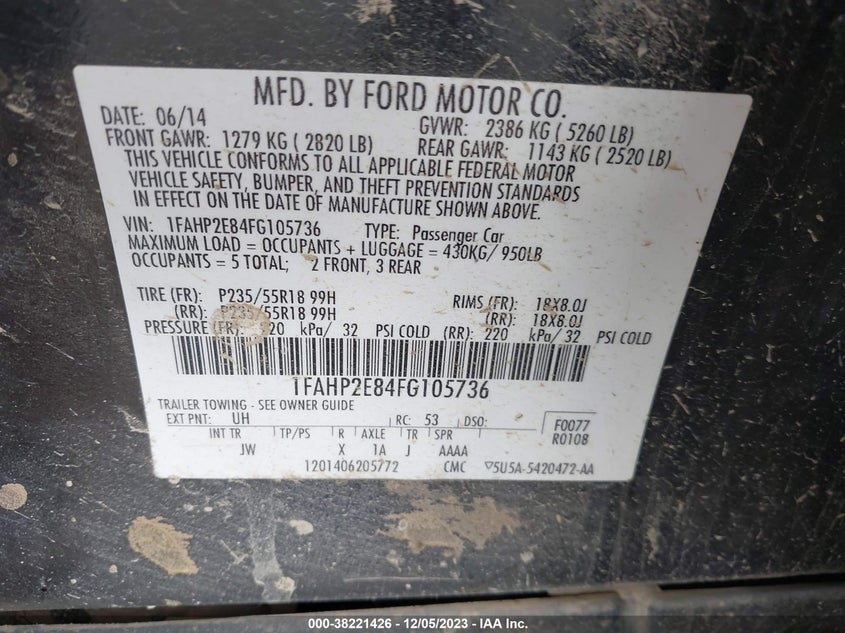 MFD. BY FORD MOTOR CO.
DATE: 06/14 GVWR: 2386 KG ( 5260 LB)
FRONT GAWR: 1279 KG ( 2820 LB) REAR GAWR: 1143 KG ( 2520 LB)
THIS VEHICLE CONFORMS TO ALL APPLICABLE FEDERAL MOTOR
VEHICLE SAFETY, BUMPER, AND THEFT PREVENTION STANDARDS
IN EFFECT ON THE DATE OF MANUFACTURE SHOWN ABOVE.
VIN: 1FAHP2E84FG105736 TYPE: Passenger Car
MAXIMUM LOAD = OCCUPANTS + LUGGAGE = 430KG/ 950LB
OCCUPANTS = 5 TOTAL; 2 FRONT, 3 REAR
TIRE (FR): P235/55R18 99H RIMS (FR): 18X8.0J
(RR): P235/55R18 99H (RR): 18X8.0J
PRESSURE (FR): 220 kPa/ 32 PSI COLD (RR): 220 kPa/ 32 PSI COLD
1FAHP2E84FG105736
TRAILER TOWING - SEE OWNER GUIDE
EXT PNT: UH RC: 53 DSO: F0077
INT TR TP/PS R AXLE TR SPR R0108
JW X 1A J AAAA
1201406205772 CMC ▽5U5A-5420472-AA
000-38221426 - 12/05/2023 - IAA Inc.